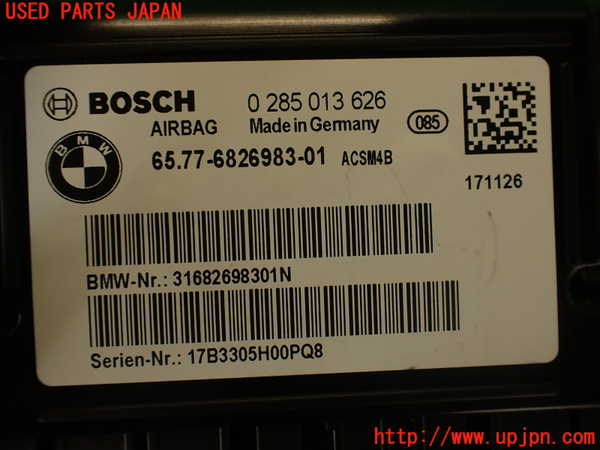 USED PARTS JAPAN
BOSCH 0 285 013 626
AIRBAG Made in Germany 085
BMW 65.77-6826983-01 ACSM4B
171126
BMW-Nr.: 31682698301N
Serien-Nr.: 17B3305H00PQ8
UPJ http://www.upjpn.com/